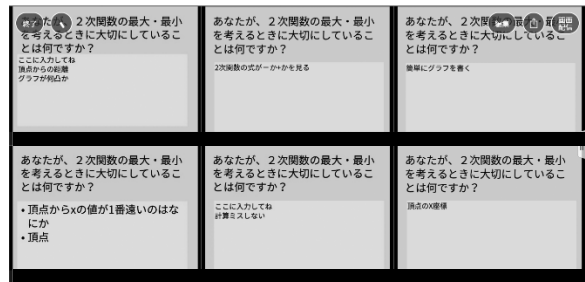 あなたが、２次関数の最大・最小
を考えるときに大切にしているこ
とは何ですか？
ここに入力してね
頂点からの距離
グラフが何凸か
あなたが、２次関数の最大・最小
を考えるときに大切にしているこ
とは何ですか？
2次関数の式がーか+かを見る
あなたが、２次関数の最大・最小
を考えるときに大切にしているこ
とは何ですか？
簡単にグラフを書く
あなたが、２次関数の最大・最小
を考えるときに大切にしているこ
とは何ですか？
• 頂点からxの値が1番遠いのはな
にか
• 頂点
あなたが、２次関数の最大・最小
を考えるときに大切にしているこ
とは何ですか？
ここに入力してね
計算ミスしない
あなたが、２次関数の最大・最小
を考えるときに大切にしているこ
とは何ですか？
頂点のX座標